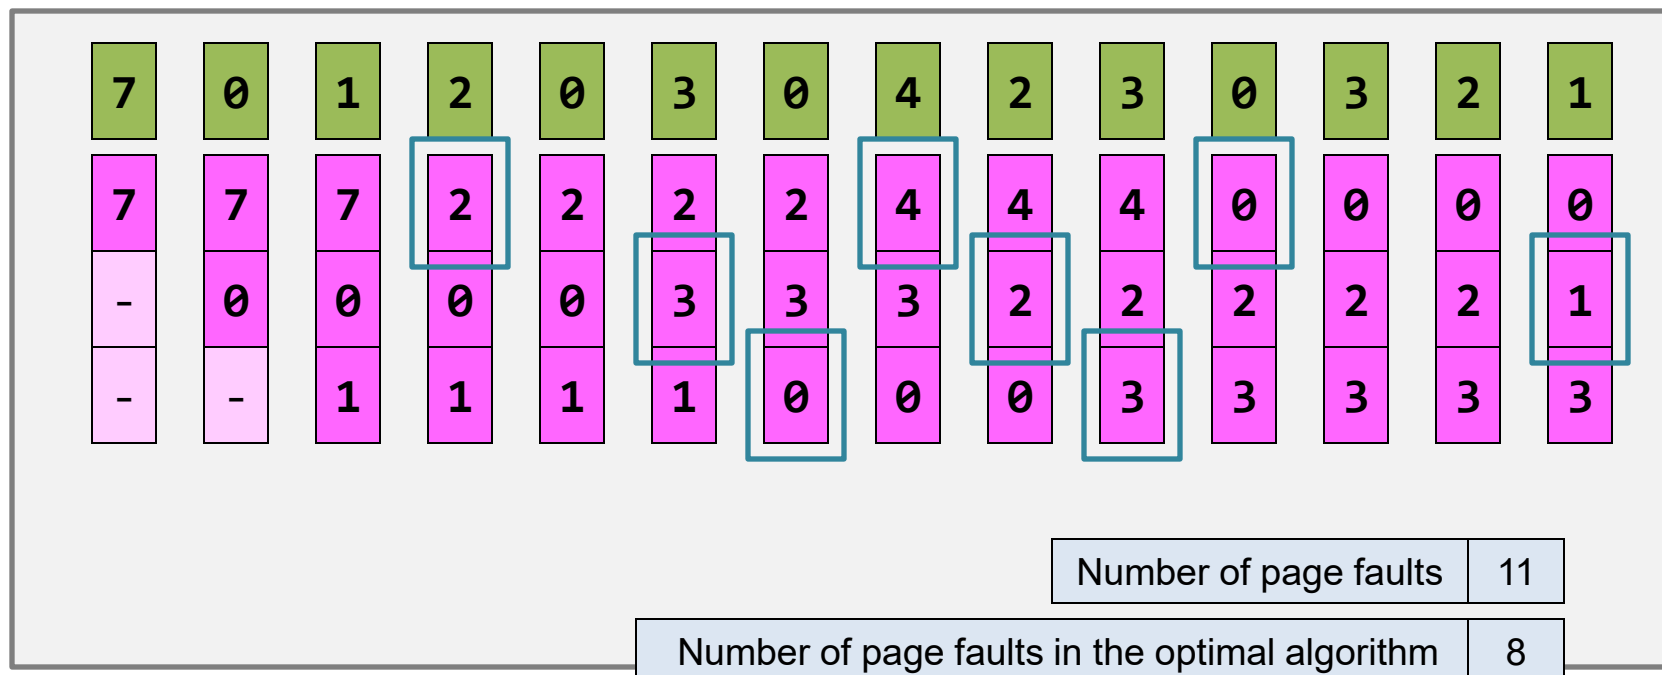 7 0 1 2 0 3 0 4 2 3 0 3 2 1
7 7 7 2 2 2 2 4 4 4 0 0 0 0
- 0 0 0 0 3 3 3 2 2 2 2 2 1
- - 1 1 1 1 0 0 0 3 3 3 3 3
Number of page faults 11
Number of page faults in the optimal algorithm 8